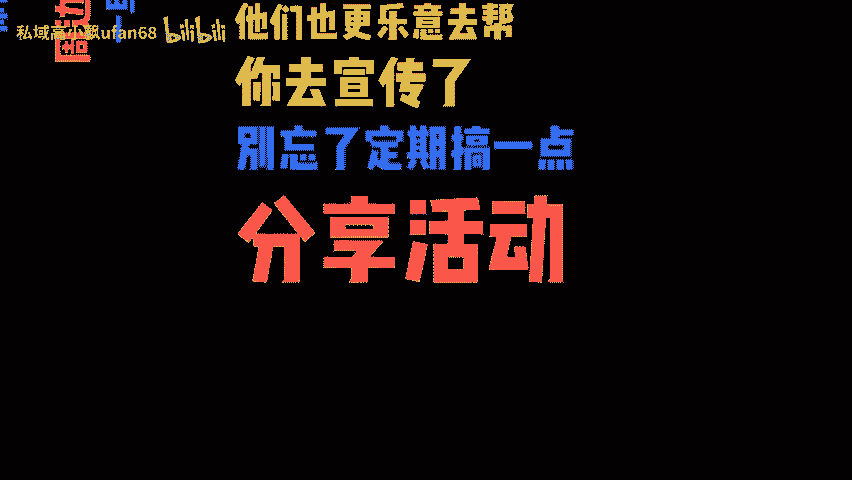 私域高小飘ufan68 bilibili
他们也更乐意去帮
你去宣传了
别忘了定期搞一点
分享活动